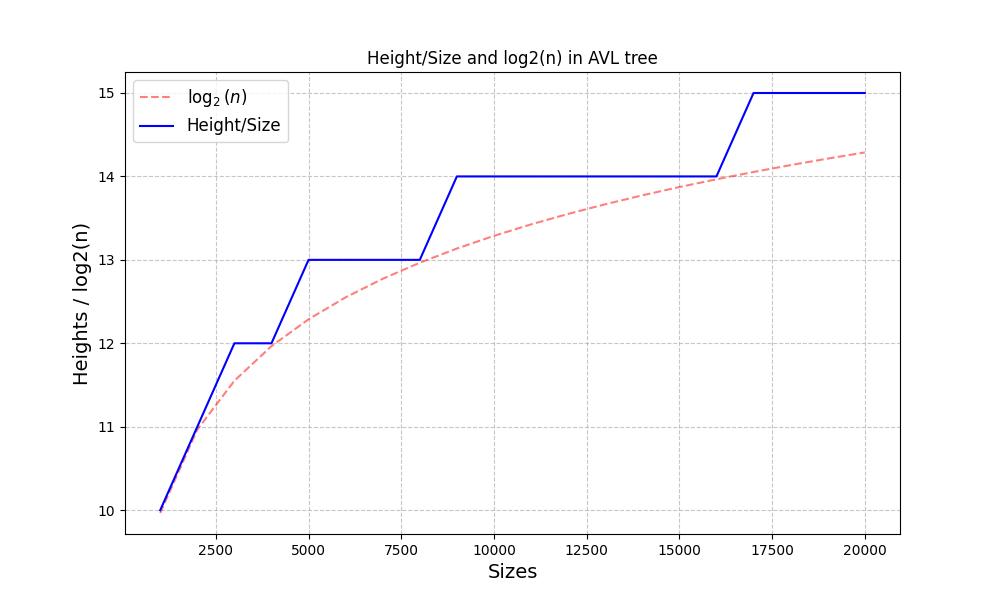 Height/Size and log2(n) in AVL tree
log₂(n)
Height/Size
Heights / log2(n)
15
14
13
12
11
10
2500 5000 7500 10000 12500 15000 17500 20000
Sizes